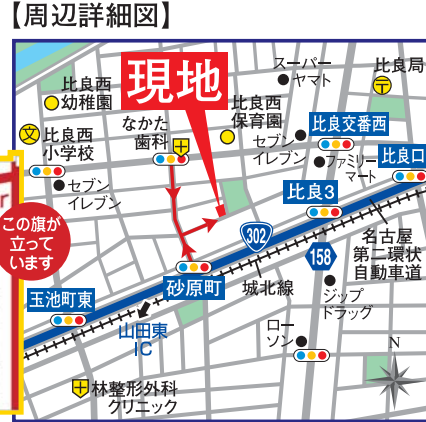 【周辺詳細図】
スーパー
ヤマト
比良局
〒
比良西
幼稚園
現地
なかた
歯科
比良西
保育園
比良交番西
文
比良西
小学校
セブン
イレブン
ファミリー
マート
比良口
セブン
イレブン
比良3
r
この旗が
立って
います
302
158
名古屋
第二環状
自動車道
砂原町
城北線
玉池町東
ジップ
ドラッグ
山田東
IC
ロー
ソン
N
林整形外科
クリニック